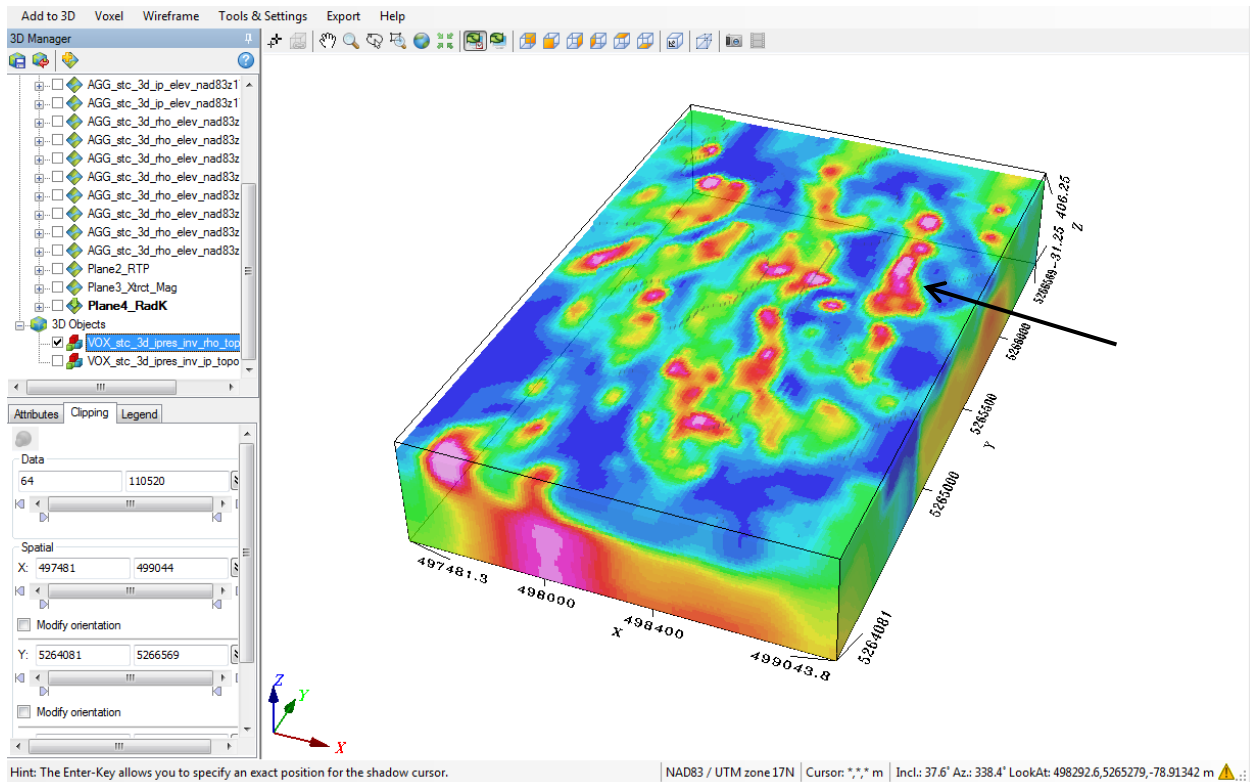 Add to 3D Voxel Wireframe Tools & Settings Export Help
3D Manager
AGG_stc_3d_ip_elev_nad83z1
AGG_stc_3d_ip_elev_nad83z1
AGG_stc_3d_rho_elev_nad83z
AGG_stc_3d_rho_elev_nad83z
AGG_stc_3d_rho_elev_nad83z
AGG_stc_3d_rho_elev_nad83z
AGG_stc_3d_rho_elev_nad83z
AGG_stc_3d_rho_elev_nad83z
AGG_stc_3d_rho_elev_nad83z
AGG_stc_3d_rho_elev_nad83z
Plane2_RTP
Plane3_Xtrct_Mag
Plane4_RadK
3D Objects
VOX_stc_3d_ipres_inv_rho_top
VOX_stc_3d_ipres_inv_ip_topo
Attributes Clipping Legend
Data
64 110520
Spatial
X: 497481 499044
Modify orientation
Y: 5264081 5266569
Modify orientation
406.25
Z
-31.25
5266569
5266000
5265500
Y
5265000
5264081
497481.3
498000
X
498400
499043.8
Z
Y
X
Hint: The Enter-Key allows you to specify an exact position for the shadow cursor.
NAD83 / UTM zone 17N Cursor: *,*,* m Incl.: 37.6° Az.: 338.4° LookAt: 498292.6,5265279,-78.91342 m